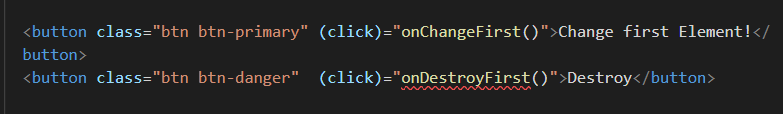 <button class="btn btn-primary" (click)="onChangeFirst()">Change first Element!</
button>
<button class="btn btn-danger"  (click)="onDestroyFirst()">Destroy</button>